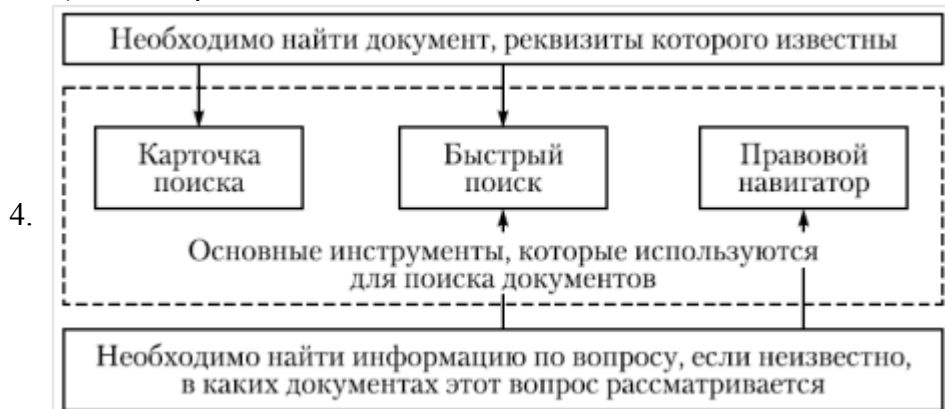 Необходимо найти документ, реквизиты которого известны
Карточка
поиска
Быстрый
поиск
Правовой
навигатор
4.
Основные инструменты, которые используются
для поиска документов
Необходимо найти информацию по вопросу, если неизвестно,
в каких документах этот вопрос рассматривается